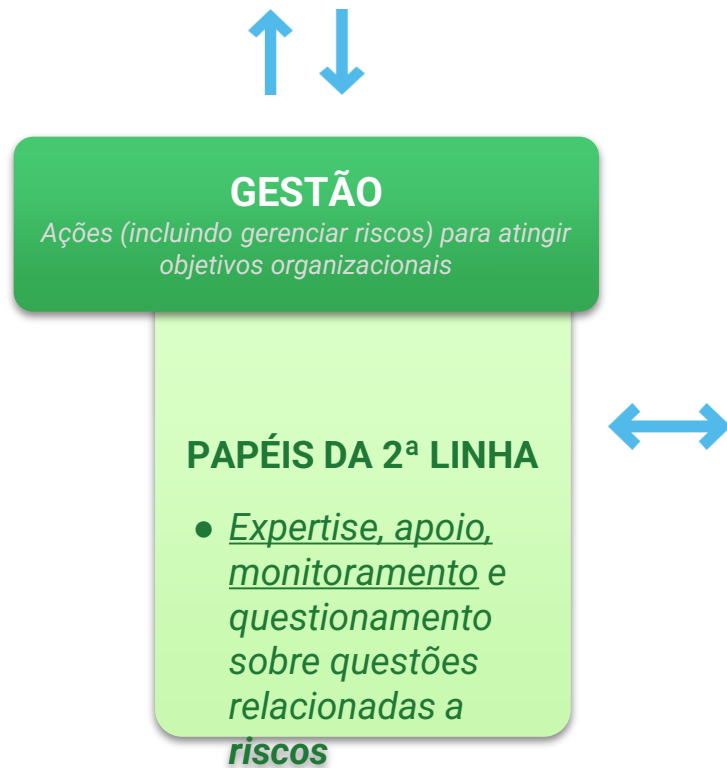 GESTÃO
Ações (incluindo gerenciar riscos) para atingir
objetivos organizacionais
PAPÉIS DA 2ª LINHA
● Expertise, apoio,
monitoramento e
questionamento
sobre questões
relacionadas a
riscos